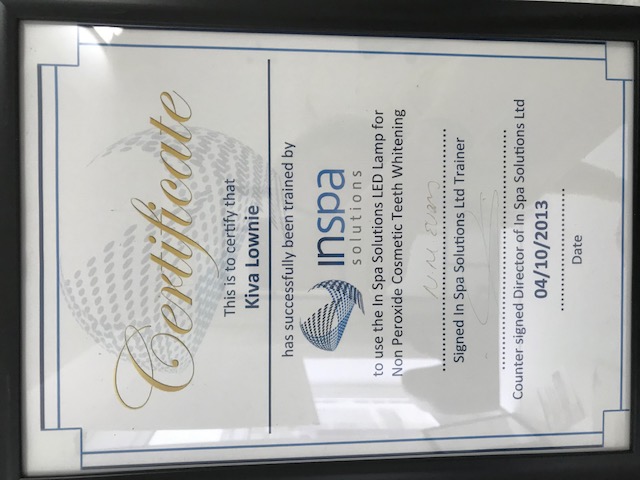 Certificate
This is to certify that
Kiva Lownie
has successfully been trained by
inspa
solutions
to use the In Spa Solutions LED Lamp for
Non Peroxide Cosmetic Teeth Whitening
N.M Evans
Signed In Spa Solutions Ltd Trainer
Counter signed Director of In Spa Solutions Ltd
04/10/2013
Date